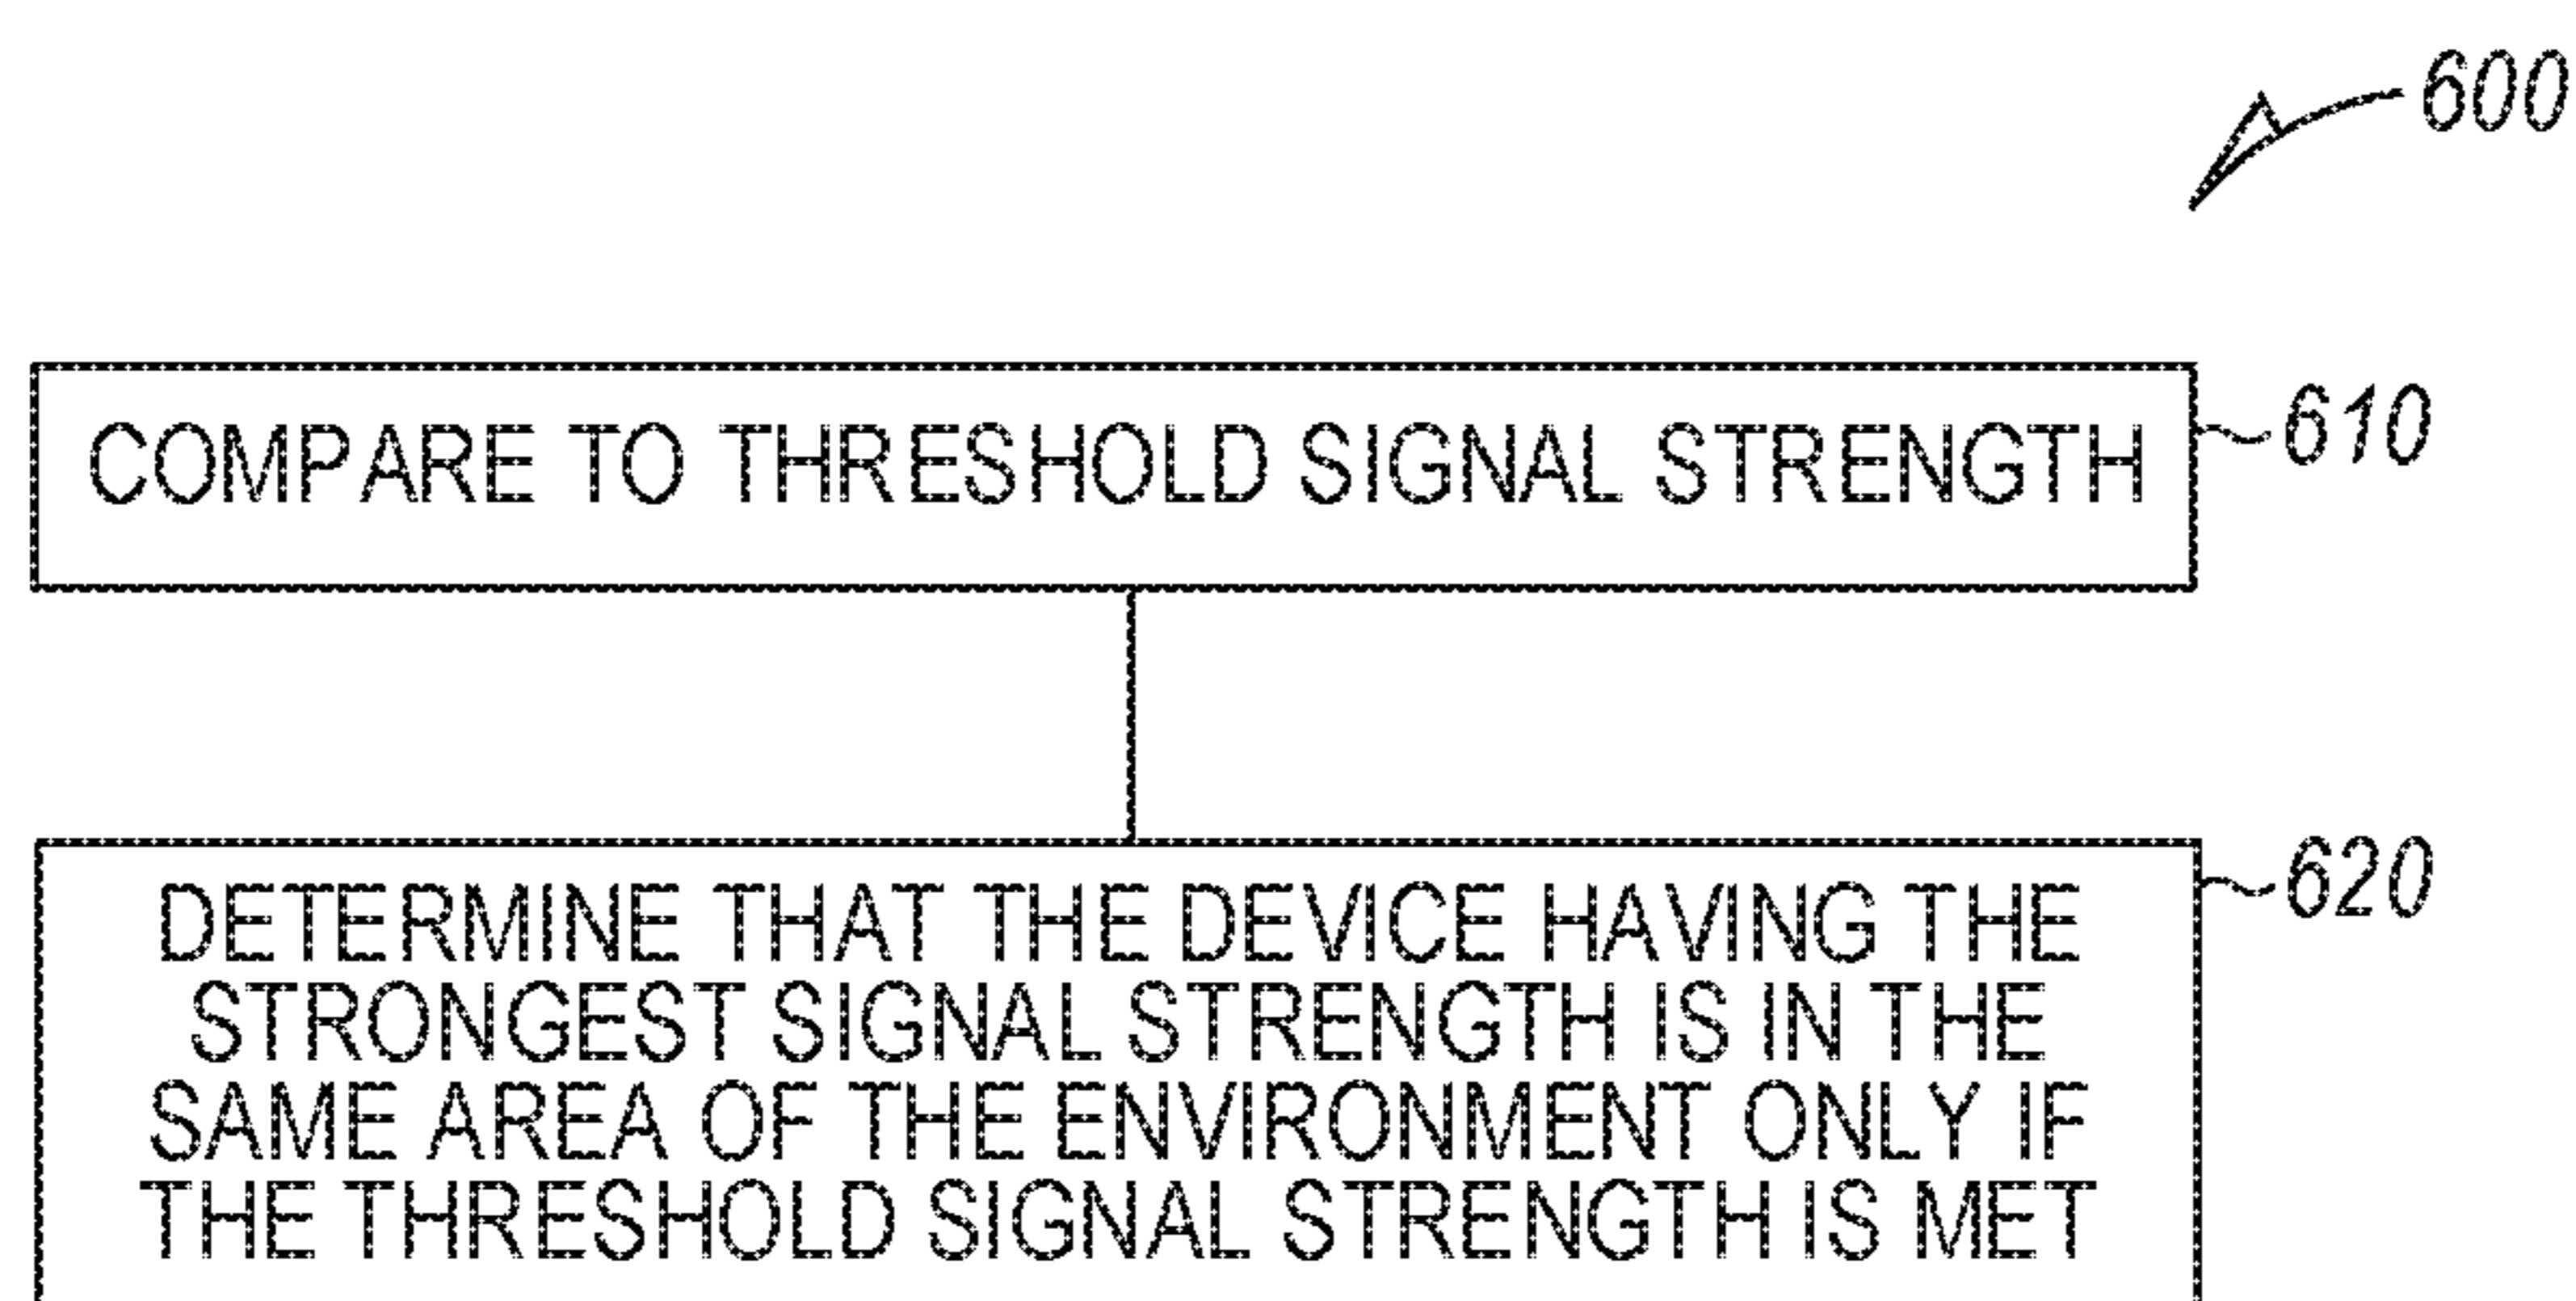 600
COMPARE TO THRESHOLD SIGNAL STRENGTH
610
DETERMINE THAT THE DEVICE HAVING THE
620
STRONGEST SIGNAL STRENGTH IS IN THE
SAME AREA OF THE ENVIRONMENT ONLY IF
THE THRESHOLD SIGNAL STRENGTH IS MET